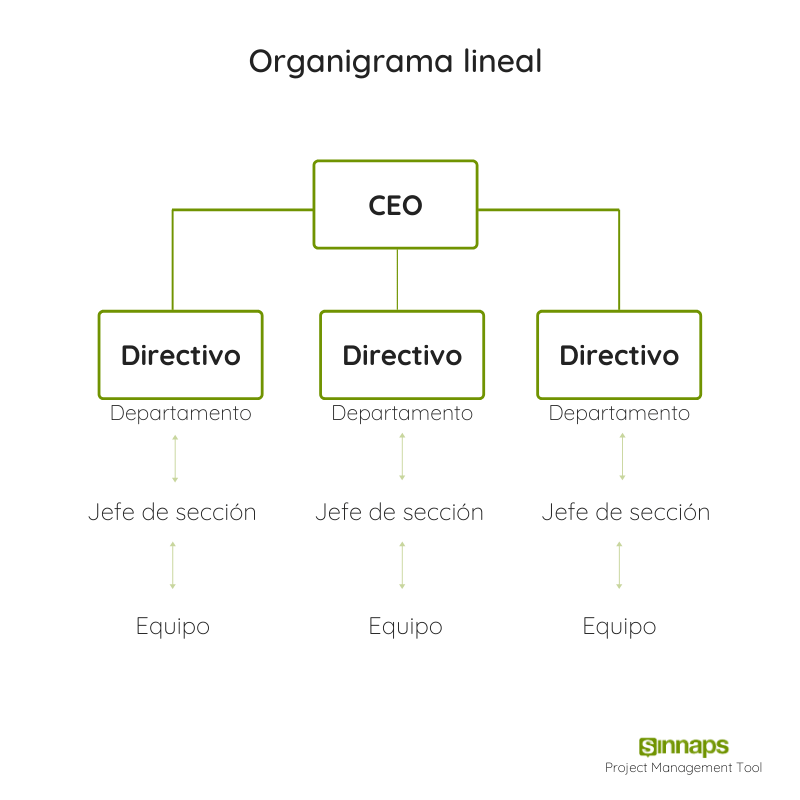 Organigrama lineal
CEO
Directivo Directivo Directivo
Departamento Departamento Departamento
Jefe de sección Jefe de sección Jefe de sección
Equipo Equipo Equipo
Sinnaps
Project Management Tool